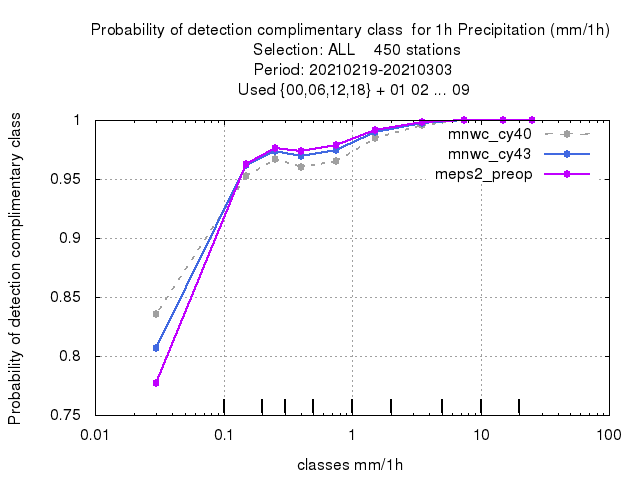 Probability of detection complimentary class  for 1h Precipitation (mm/1h)
Selection: ALL    450 stations
Period: 20210219-20210303
Used {00,06,12,18} + 01 02 ... 09
Probability of detection complimentary class
1
0.95
0.9
0.85
0.8
0.75
mnwc_cy40
mnwc_cy43
meps2_preop
0.01
0.1
1
10
100
classes mm/1h